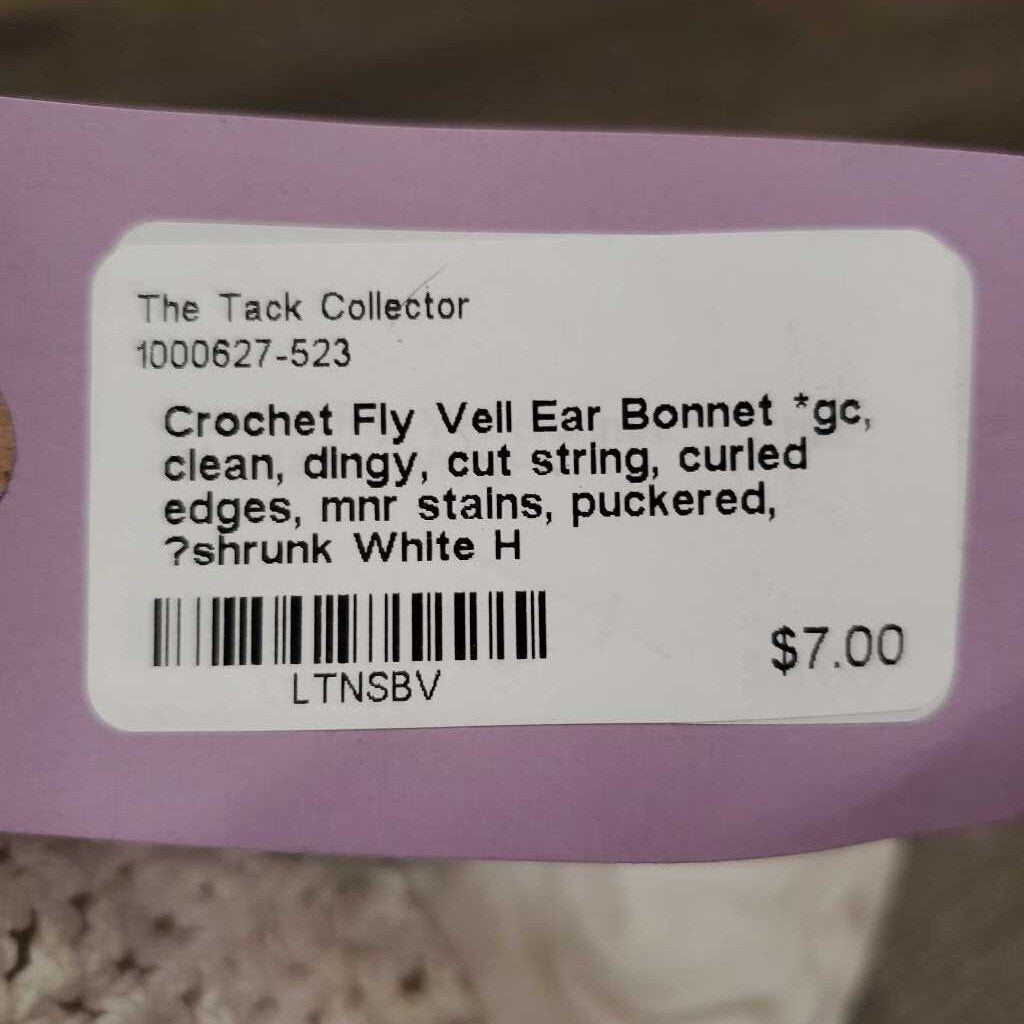 The Tack Collector
1000627-523
Crochet Fly Veil Ear Bonnet *gc,
clean, dingy, cut string, curled
edges, mnr stains, puckered,
?shrunk White H
LTNSBV
$7.00